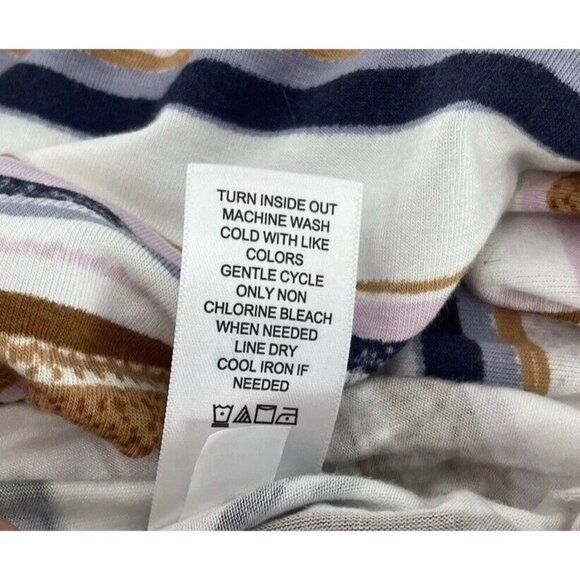 TURN INSIDE OUT
MACHINE WASH
COLD WITH LIKE
COLORS
GENTLE CYCLE
ONLY NON
CHLORINE BLEACH
WHEN NEEDED
LINE DRY
COOL IRON IF
NEEDED